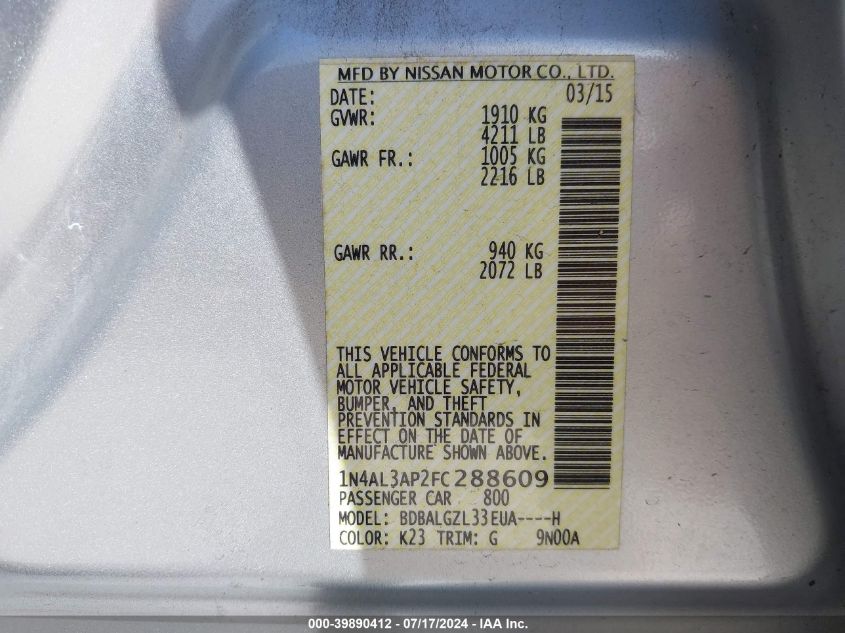 MFD BY NISSAN MOTOR CO., LTD.
DATE: 03/15
GVWR: 1910 KG
4211 LB
GAWR FR.: 1005 KG
2216 LB
GAWR RR.: 940 KG
2072 LB
THIS VEHICLE CONFORMS TO
ALL APPLICABLE FEDERAL
MOTOR VEHICLE SAFETY,
BUMPER, AND THEFT
PREVENTION STANDARDS IN
EFFECT ON THE DATE OF
MANUFACTURE SHOWN ABOVE.
1N4AL3AP2FC288609
PASSENGER CAR 800
MODEL: BDBALGZL33EUA----H
COLOR: K23 TRIM: G 9N00A
000-39890412 - 07/17/2024 - IAA Inc.